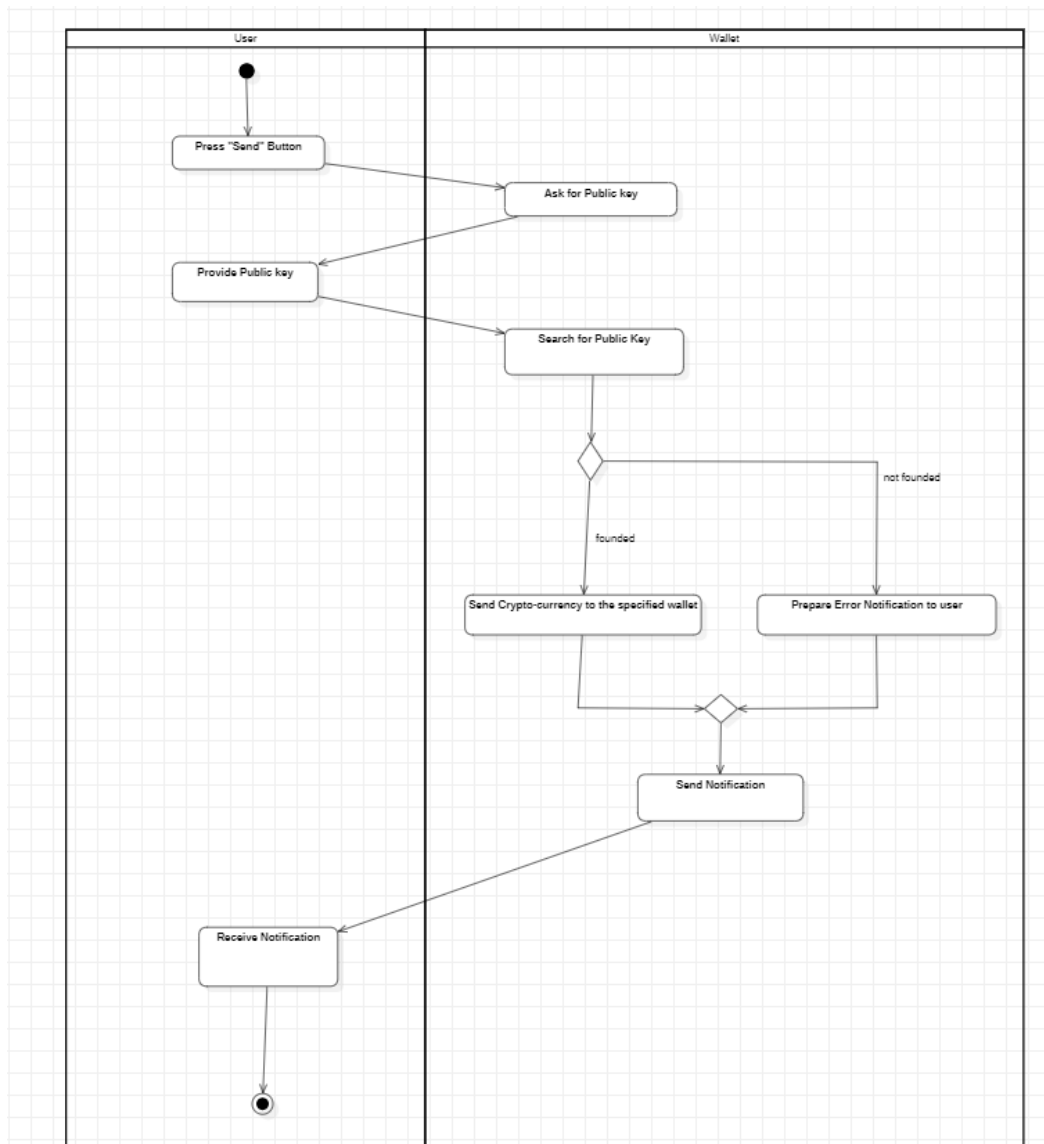 User
Wallet
Press "Send" Button
Ask for Public key
Provide Public key
Search for Public Key
not founded
founded
Send Crypto-currency to the specified wallet
Prepare Error Notification to user
Send Notification
Receive Notification